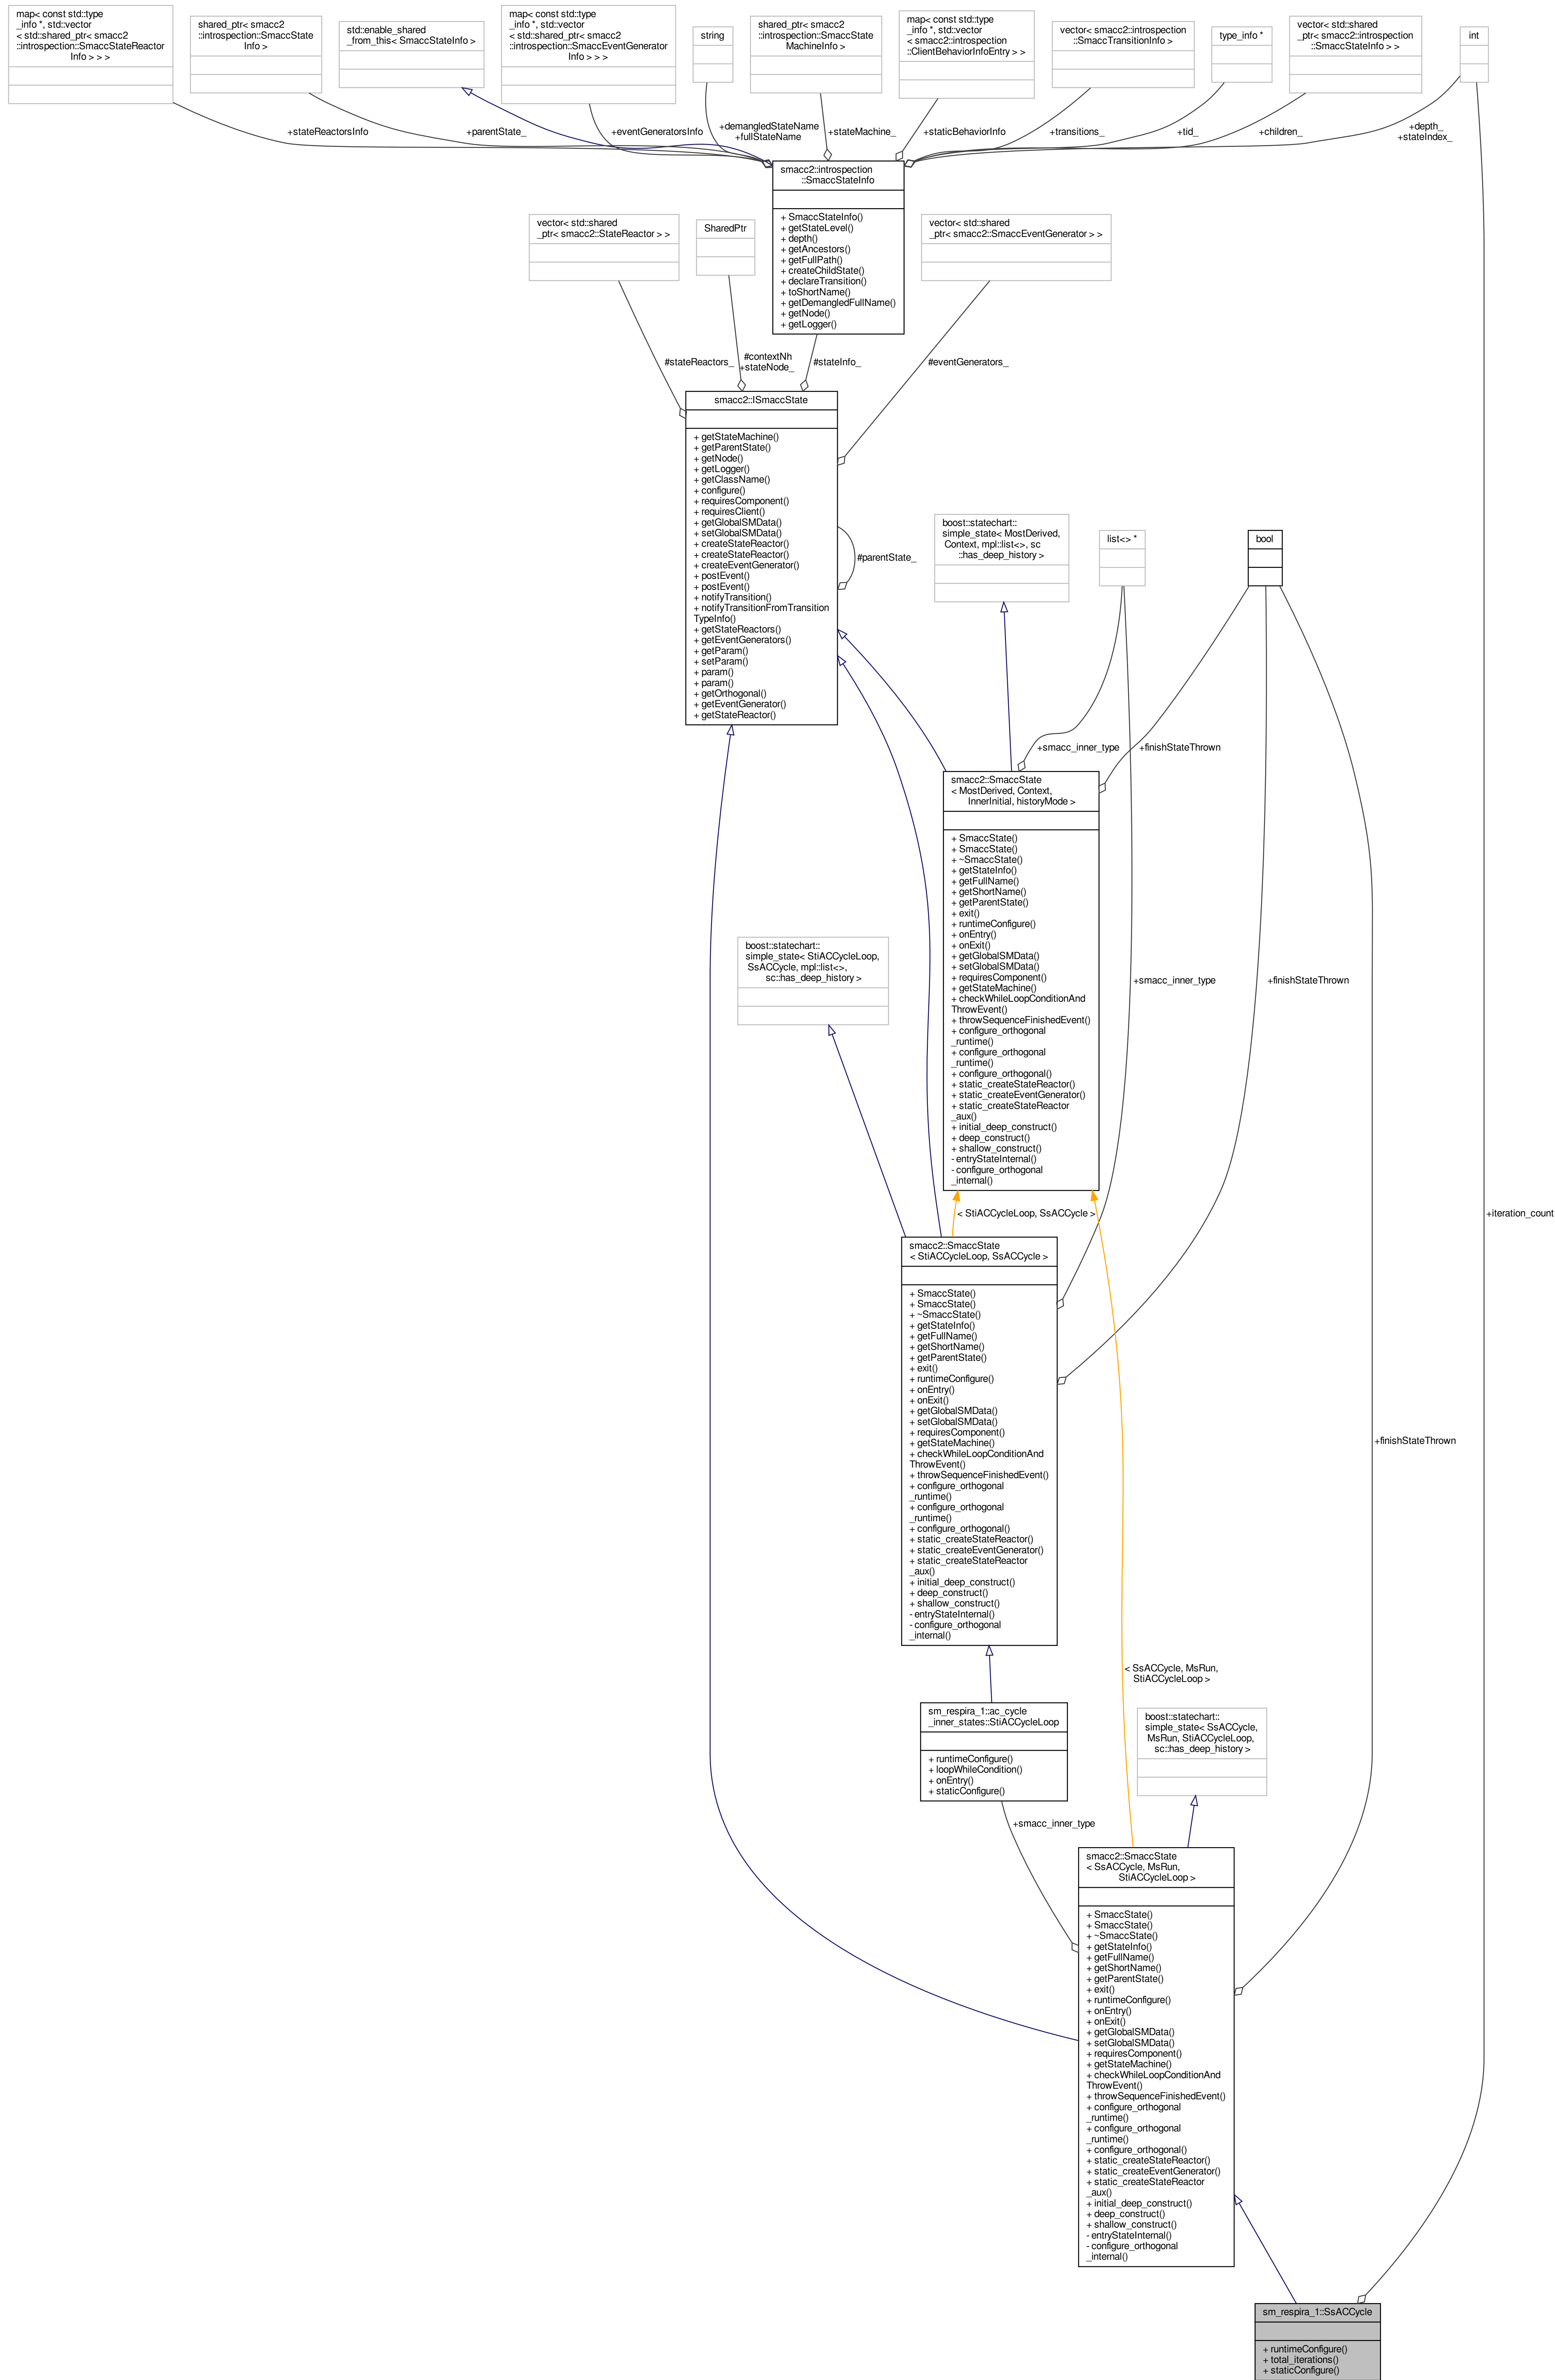 map< const std::type
_info *, std::vector
< std::shared_ptr< smacc2
::introspection::SmaccStateReactor
Info > > >
shared_ptr< smacc2
::introspection::SmaccState
Info >
std::enable_shared
_from_this< SmaccStateInfo >
map< const std::type
_info *, std::vector
< std::shared_ptr< smacc2
::introspection::SmaccEventGenerator
Info > > >
string
shared_ptr< smacc2
::introspection::SmaccState
MachineInfo >
map< const std::type
_info *, std::vector
< smacc2::introspection
::ClientBehaviorInfoEntry > >
vector< smacc2::introspection
::SmaccTransitionInfo >
type_info *
vector< std::shared
_ptr< smacc2::introspection
::SmaccStateInfo > >
int
+stateReactorsInfo
+parentState_
+eventGeneratorsInfo
+demangledStateName
+fullStateName
+stateMachine_
+staticBehaviorInfo
+transitions_
+tid_
+children_
+depth_
+stateIndex_
smacc2::introspection
::SmaccStateInfo
+ SmaccStateInfo()
+ getStateLevel()
+ depth()
+ getAncestors()
+ getFullPath()
+ createChildState()
+ declareTransition()
+ toShortName()
+ getDemangledFullName()
+ getNode()
+ getLogger()
vector< std::shared
_ptr< smacc2::StateReactor > >
SharedPtr
vector< std::shared
_ptr< smacc2::SmaccEventGenerator > >
#stateReactors_
#contextNh
+stateNode_
#stateInfo_
#eventGenerators_
smacc2::ISmaccState
+ getStateMachine()
+ getParentState()
+ getNode()
+ getLogger()
+ getClassName()
+ configure()
+ requiresComponent()
+ requiresClient()
+ getGlobalSMData()
+ setGlobalSMData()
+ createStateReactor()
+ createStateReactor()
+ createEventGenerator()
+ postEvent()
+ postEvent()
+ notifyTransition()
+ notifyTransitionFromTransition
TypeInfo()
+ getStateReactors()
+ getEventGenerators()
+ getParam()
+ setParam()
+ param()
+ param()
+ getOrthogonal()
+ getEventGenerator()
+ getStateReactor()
#parentState_
boost::statechart::
simple_state< MostDerived,
Context, mpl::list<>, sc
::has_deep_history >
list<> *
bool
+smacc_inner_type
+finishStateThrown
smacc2::SmaccState
< MostDerived, Context,
InnerInitial, historyMode >
+ SmaccState()
+ SmaccState()
+ ~SmaccState()
+ getStateInfo()
+ getFullName()
+ getShortName()
+ getParentState()
+ exit()
+ runtimeConfigure()
+ onEntry()
+ onExit()
+ getGlobalSMData()
+ setGlobalSMData()
+ requiresComponent()
+ getStateMachine()
+ checkWhileLoopConditionAnd
ThrowEvent()
+ throwSequenceFinishedEvent()
+ configure_orthogonal
_runtime()
+ configure_orthogonal
_runtime()
+ configure_orthogonal()
+ static_createStateReactor()
+ static_createEventGenerator()
+ static_createStateReactor
_aux()
+ initial_deep_construct()
+ deep_construct()
+ shallow_construct()
- entryStateInternal()
- configure_orthogonal
_internal()
boost::statechart::
simple_state< StiACCycleLoop,
SsACCycle, mpl::list<>,
sc::has_deep_history >
+smacc_inner_type
+finishStateThrown
< StiACCycleLoop, SsACCycle >
+iteration_count
smacc2::SmaccState
< StiACCycleLoop, SsACCycle >
+ SmaccState()
+ SmaccState()
+ ~SmaccState()
+ getStateInfo()
+ getFullName()
+ getShortName()
+ getParentState()
+ exit()
+ runtimeConfigure()
+ onEntry()
+ onExit()
+ getGlobalSMData()
+ setGlobalSMData()
+ requiresComponent()
+ getStateMachine()
+ checkWhileLoopConditionAnd
ThrowEvent()
+ throwSequenceFinishedEvent()
+ configure_orthogonal
_runtime()
+ configure_orthogonal
_runtime()
+ configure_orthogonal()
+ static_createStateReactor()
+ static_createEventGenerator()
+ static_createStateReactor
_aux()
+ initial_deep_construct()
+ deep_construct()
+ shallow_construct()
- entryStateInternal()
- configure_orthogonal
_internal()
+finishStateThrown
< SsACCycle, MsRun,
StiACCycleLoop >
sm_respira_1::ac_cycle
_inner_states::StiACCycleLoop
+ runtimeConfigure()
+ loopWhileCondition()
+ onEntry()
+ staticConfigure()
boost::statechart::
simple_state< SsACCycle,
MsRun, StiACCycleLoop,
sc::has_deep_history >
+smacc_inner_type
smacc2::SmaccState
< SsACCycle, MsRun,
StiACCycleLoop >
+ SmaccState()
+ SmaccState()
+ ~SmaccState()
+ getStateInfo()
+ getFullName()
+ getShortName()
+ getParentState()
+ exit()
+ runtimeConfigure()
+ onEntry()
+ onExit()
+ getGlobalSMData()
+ setGlobalSMData()
+ requiresComponent()
+ getStateMachine()
+ checkWhileLoopConditionAnd
ThrowEvent()
+ throwSequenceFinishedEvent()
+ configure_orthogonal
_runtime()
+ configure_orthogonal
_runtime()
+ configure_orthogonal()
+ static_createStateReactor()
+ static_createEventGenerator()
+ static_createStateReactor
_aux()
+ initial_deep_construct()
+ deep_construct()
+ shallow_construct()
- entryStateInternal()
- configure_orthogonal
_internal()
sm_respira_1::SsACCycle
+ runtimeConfigure()
+ total_iterations()
+ staticConfigure()